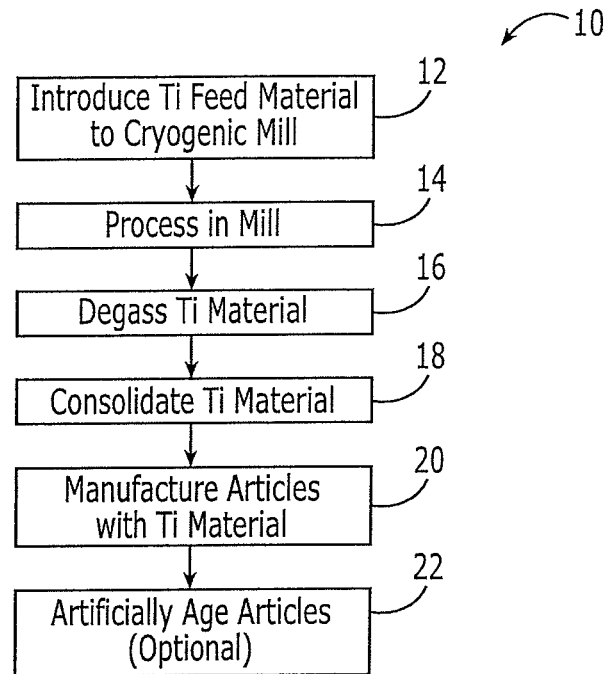 10
Introduce Ti Feed Material
to Cryogenic Mill
12
Process in Mill
14
Degass Ti Material
16
Consolidate Ti Material
18
Manufacture Articles
with Ti Material
20
Artificially Age Articles
(Optional)
22